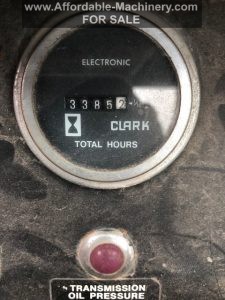 www.Affordable-Machinery.com
FOR SALE
ELECTRONIC
33852
CLARK
TOTAL HOURS
TRANSMISSION
OIL PRESSURE